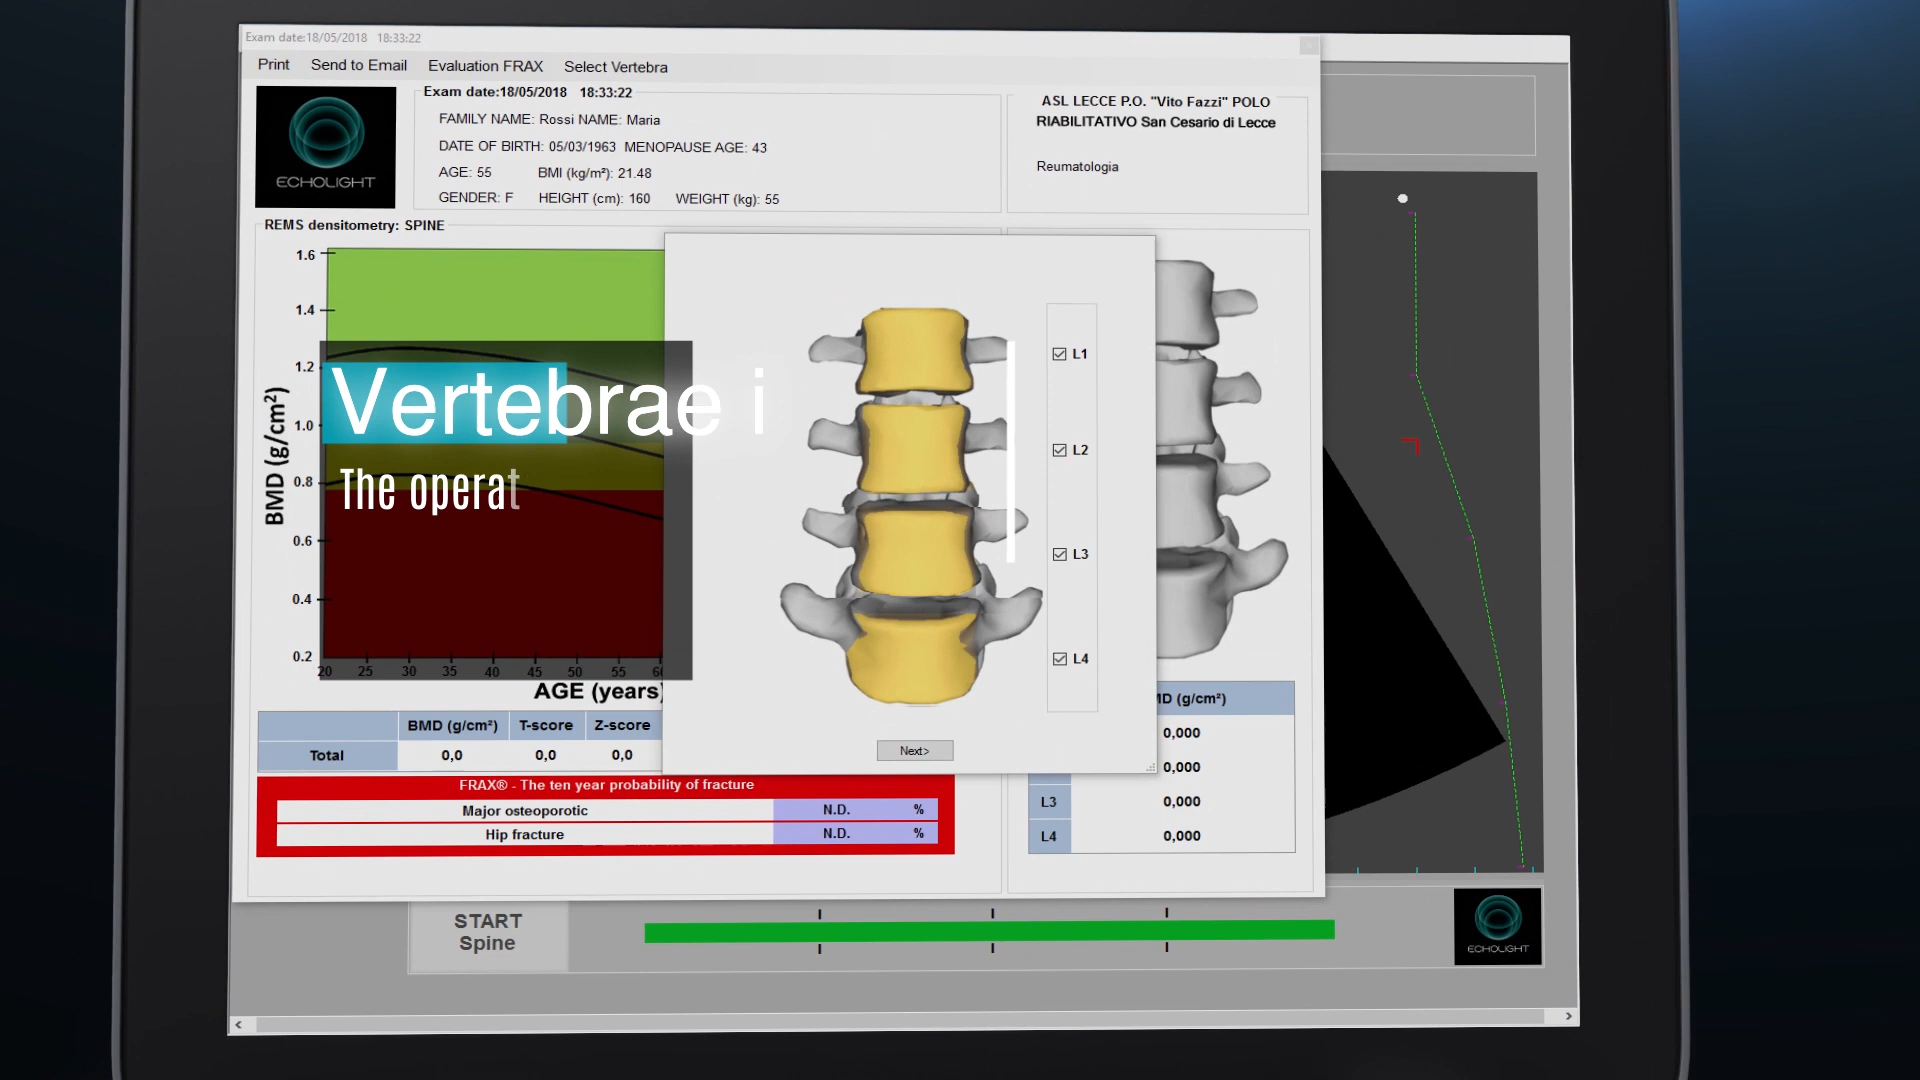 Exam date:18/05/2018 18:33:22
Print Send to Email Evaluation FRAX Select Vertebra
ECHOLIGHT
Exam date:18/05/2018 18:33:22
FAMILY NAME: Rossi NAME: Maria
DATE OF BIRTH: 05/03/1963 MENOPAUSE AGE: 43
AGE: 55 BMI (kg/m²): 21.48
GENDER: F HEIGHT (cm): 160 WEIGHT (kg): 55
ASL LECCE P.O. "Vito Fazzi" POLO
RIABILITATIVO San Cesario di Lecce
Reumatologia
REMS densitometry: SPINE
1.6
1.4
1.2
1.0
0.8
0.6
0.4
0.2
BMD (g/cm²)
20 25 30 35 40 45 50 55
AGE (years)
Vertebrae i
The operat
L1
L2
L3
L4
Next>
BMD (g/cm²) T-score Z-score
Total 0,0 0,0 0,0
FRAX® - The ten year probability of fracture
Major osteoporotic N.D. %
Hip fracture N.D. %
(g/cm²)
0,000
0,000
L3 0,000
L4 0,000
START
Spine
ECHOLIGHT